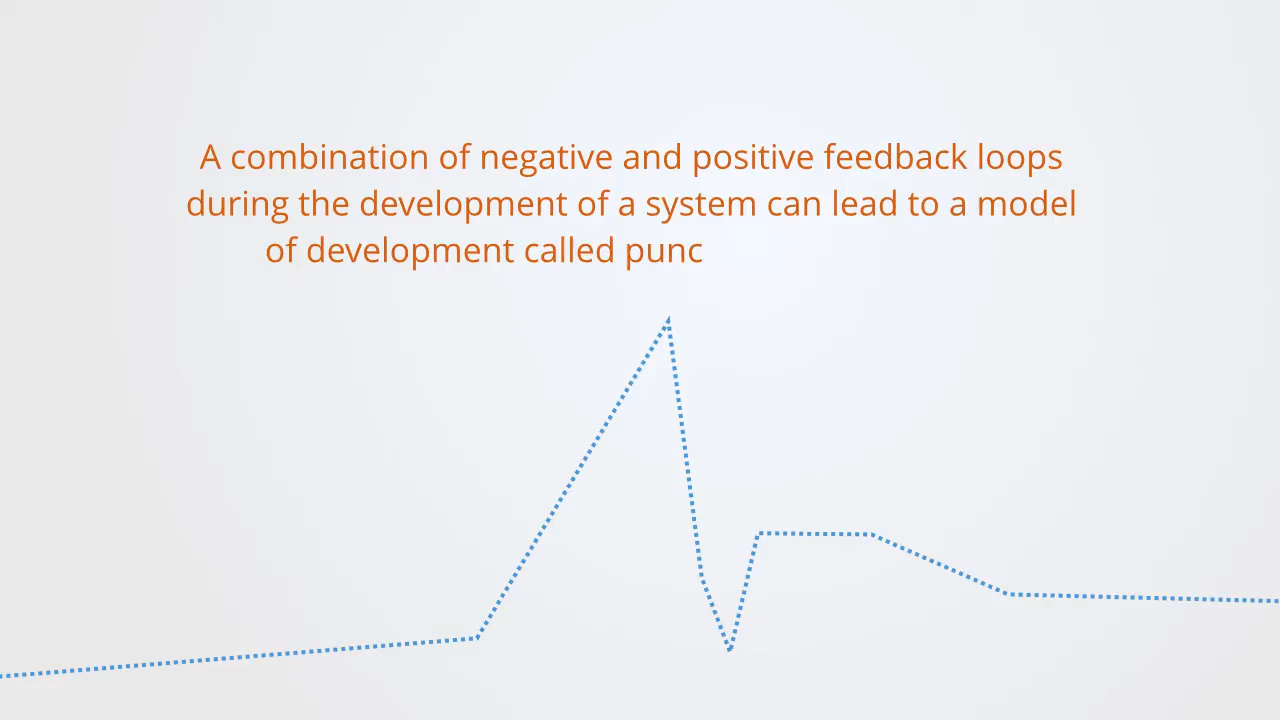 A combination of negative and positive feedback loops
during the development of a system can lead to a model
of development called punc